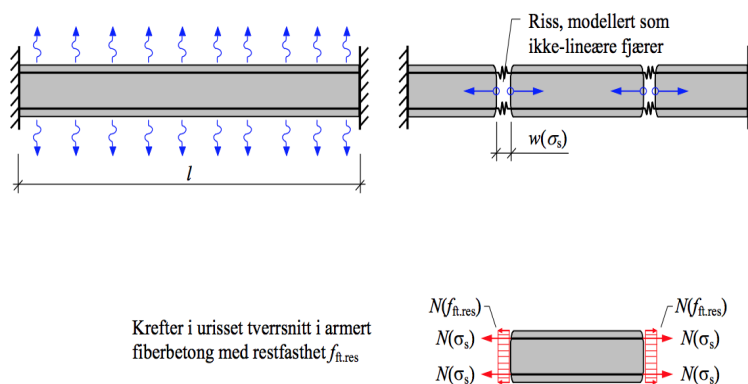 Riss, modellert som
ikke-lineære fjærer
w(σs)
l
Krefter i urisset tverrsnitt i armert
fiberbetong med restfasthet fft.res
N(fft.res)
N(fft.res)
N(σs)
N(σs)
N(σs)
N(σs)